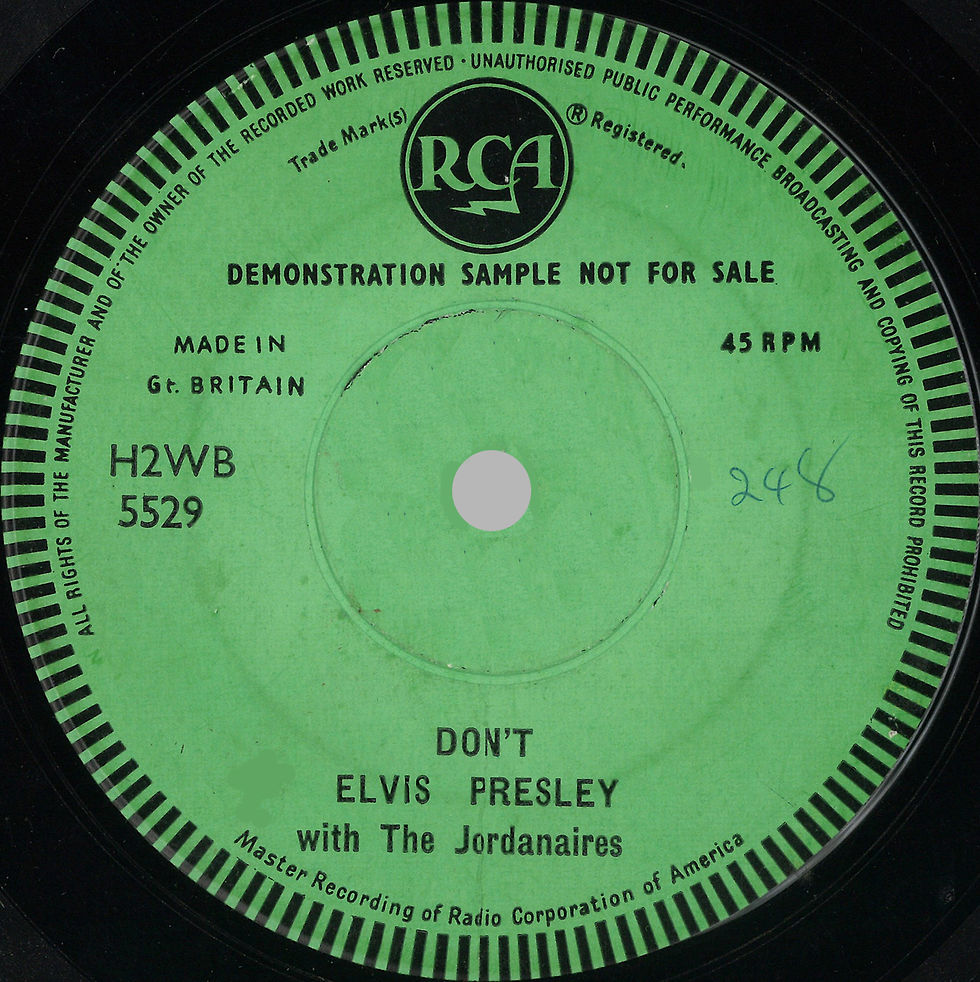 ALL RIGHTS OF THE MANUFACTURER AND OF THE OWNER OF THE RECORDED WORK RESERVED · UNAUTHORISED PUBLIC PERFORMANCE BROADCASTING AND COPYING OF THIS RECORD PROHIBITED
Trade Mark(s) ® Registered.
RCA
DEMONSTRATION SAMPLE NOT FOR SALE
MADE IN
Gt. BRITAIN
45 RPM
H2WB
5529
248
DON'T
ELVIS PRESLEY
with The Jordanaires
Master Recording of Radio Corporation of America